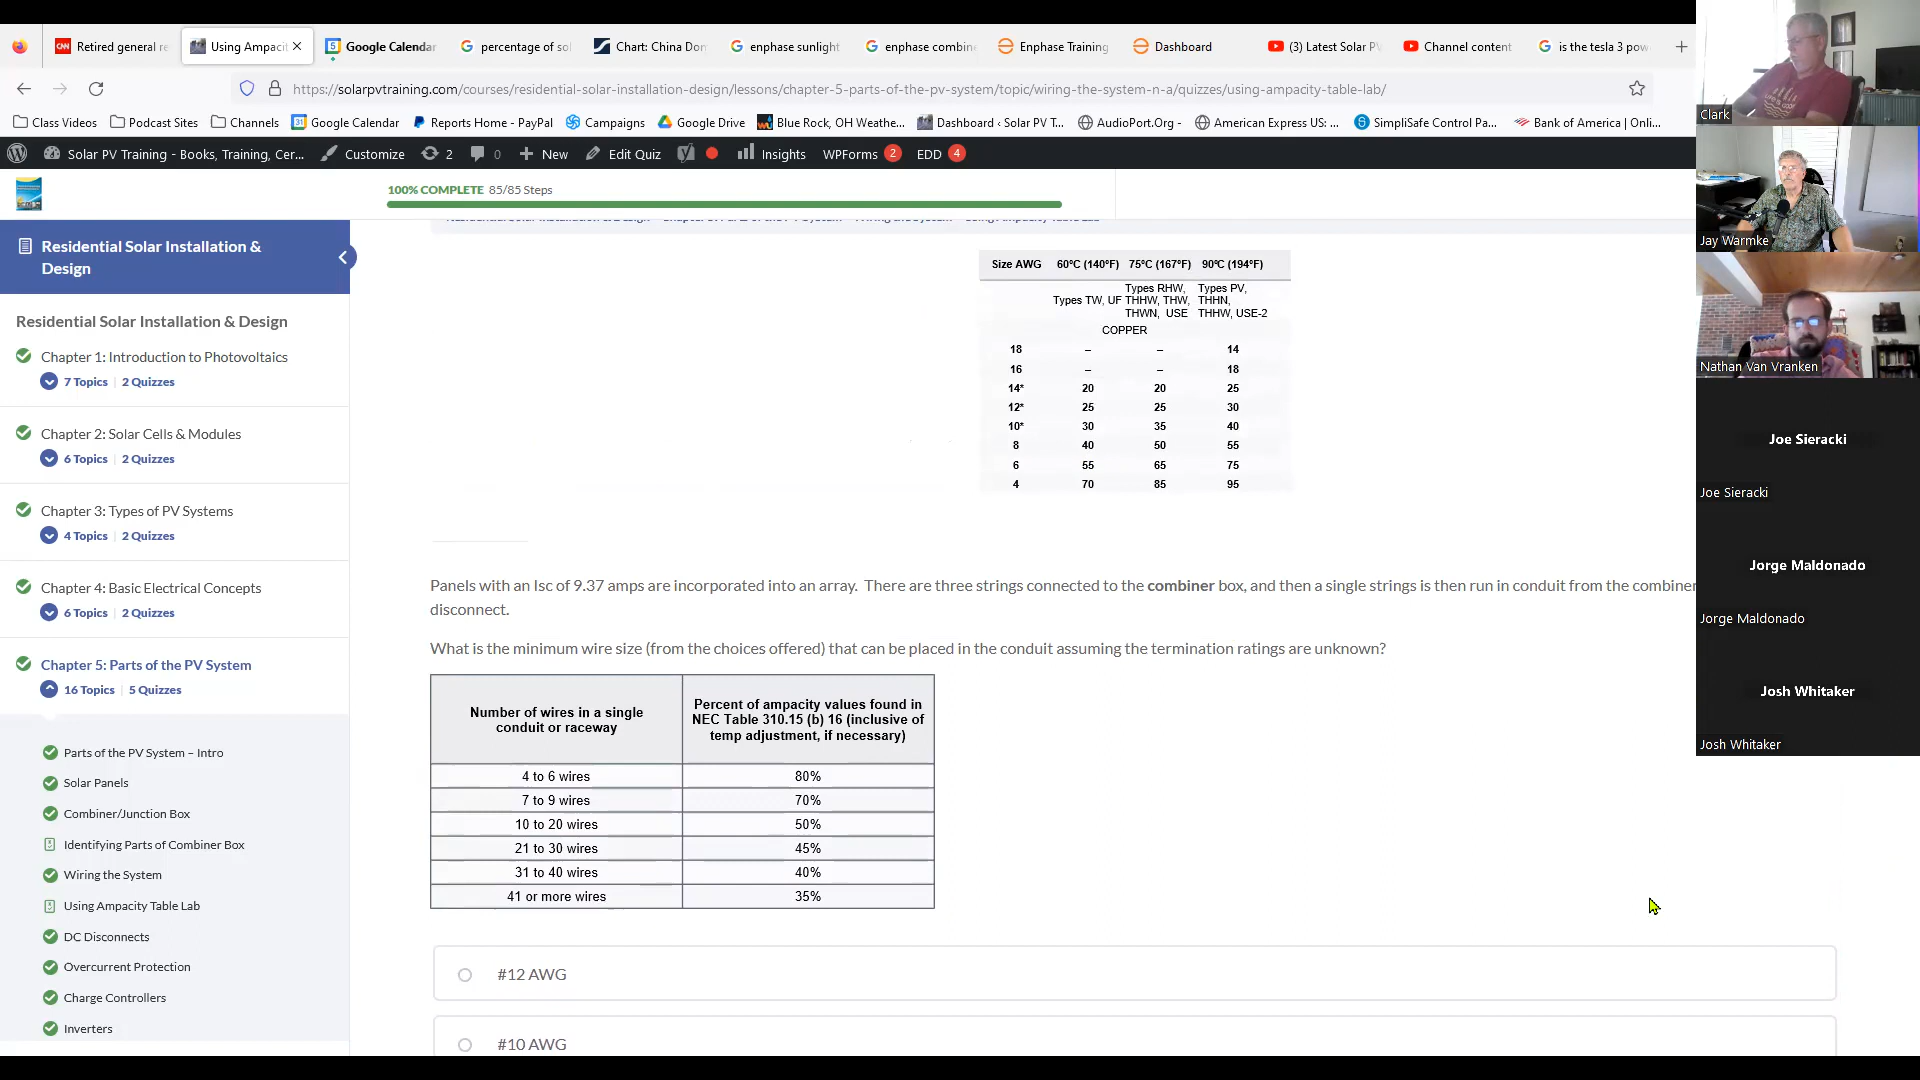 Retired general re
Using Ampacit
Google Calendar
percentage of so
Chart: China Dom
enphase sunlight
enphase combine
Enphase Training
Dashboard
(3) Latest Solar PV
Channel content
is the tesla 3 pow
https://solarpvtraining.com/courses/residential-solar-installation-design/lessons/chapter-5-parts-of-the-pv-system/topic/wiring-the-system-n-a/quizzes/using-ampacity-table-lab/
Class Videos
Podcast Sites
Channels
Google Calendar
Reports Home - PayPal
Campaigns
Google Drive
Blue Rock, OH Weathe...
Dashboard ‹ Solar PV T...
AudioPort.Org -
American Express US: ...
SimpliSafe Control Pa...
Bank of America | Onli...
Solar PV Training - Books, Training, Cer...
Customize
2
0
New
Edit Quiz
Insights
WPForms 2
EDD 4
100% COMPLETE 85/85 Steps
Residential Solar Installation &
Design
Residential Solar Installation & Design
Chapter 1: Introduction to Photovoltaics
7 Topics | 2 Quizzes
Chapter 2: Solar Cells & Modules
6 Topics | 2 Quizzes
Chapter 3: Types of PV Systems
4 Topics | 2 Quizzes
Chapter 4: Basic Electrical Concepts
6 Topics | 2 Quizzes
Chapter 5: Parts of the PV System
16 Topics | 5 Quizzes
Parts of the PV System – Intro
Solar Panels
Combiner/Junction Box
Identifying Parts of Combiner Box
Wiring the System
Using Ampacity Table Lab
DC Disconnects
Overcurrent Protection
Charge Controllers
Inverters
Size AWG 60ºC (140ºF) 75ºC (167ºF) 90ºC (194ºF)
Types TW, UF
Types RHW,
THHW, THW,
THWN, USE
Types PV,
THHN,
THHW, USE-2
COPPER
18 – – 14
16 – – 18
14* 20 20 25
12* 25 25 30
10* 30 35 40
8 40 50 55
6 55 65 75
4 70 85 95
Panels with an Isc of 9.37 amps are incorporated into an array. There are three strings connected to the combiner box, and then a single strings is then run in conduit from the combiner
disconnect.
What is the minimum wire size (from the choices offered) that can be placed in the conduit assuming the termination ratings are unknown?
Number of wires in a single
conduit or raceway
Percent of ampacity values found in
NEC Table 310.15 (b) 16 (inclusive of
temp adjustment, if necessary)
4 to 6 wires 80%
7 to 9 wires 70%
10 to 20 wires 50%
21 to 30 wires 45%
31 to 40 wires 40%
41 or more wires 35%
#12 AWG
#10 AWG
Clark
Jay Warmke
Nathan Van Vranken
Joe Sieracki
Joe Sieracki
Jorge Maldonado
Jorge Maldonado
Josh Whitaker
Josh Whitaker